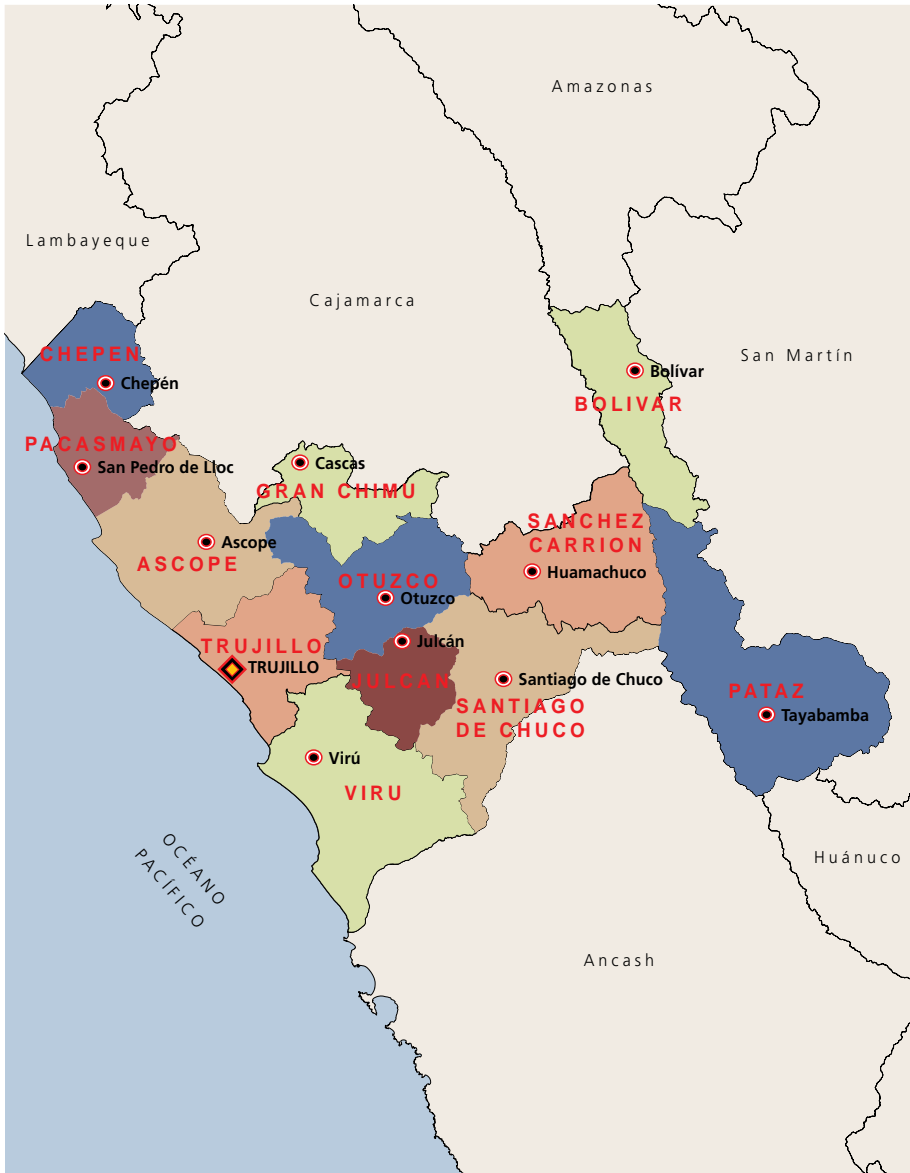 Amazonas
Lambayeque
Cajamarca
San Martín
CHEPEN
Chepén
Bolívar
BOLIVAR
PACASMAYO
San Pedro de Lloc
Cascas
GRAN CHIMU
SANCHEZ
CARRION
Ascope
ASCOPE
Huamachuco
OTUZCO
Otuzco
TRUJILLO
TRUJILLO
Julcán
JULCAN
Santiago de Chuco
SANTIAGO
DE CHUCO
PATAZ
Tayabamba
Virú
VIRU
OCÉANO
PACÍFICO
Huánuco
Ancash